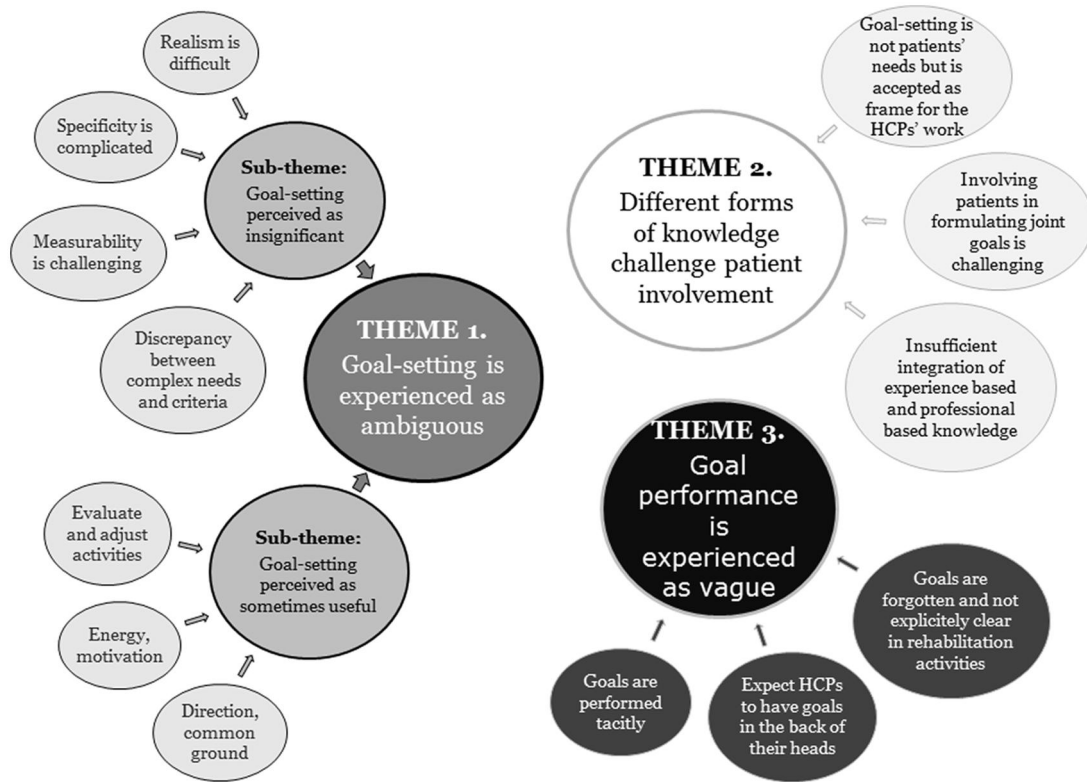 Realism is
difficult
Specificity is
complicated
Measurability
is challenging
Discrepancy
between
complex needs
and criteria
Sub-theme:
Goal-setting
perceived as
insignificant
THEME 1.
Goal-setting is
experienced as
ambiguous
Evaluate
and adjust
activities
Energy,
motivation
Direction,
common
ground
Sub-theme:
Goal-setting
perceived as
sometimes useful
THEME 2.
Different forms
of knowledge
challenge patient
involvement
Goal-setting is
not patients'
needs but is
accepted as
frame for the
HCPs' work
Involving
patients in
formulating joint
goals is
challenging
Insufficient
integration of
experience based
and professional
based knowledge
THEME 3.
Goal
performance
is
experienced
as vague
Goals are
performed
tacitly
Expect HCPs
to have goals
in the back of
their heads
Goals are
forgotten and not
explicitely clear
in rehabilitation
activities